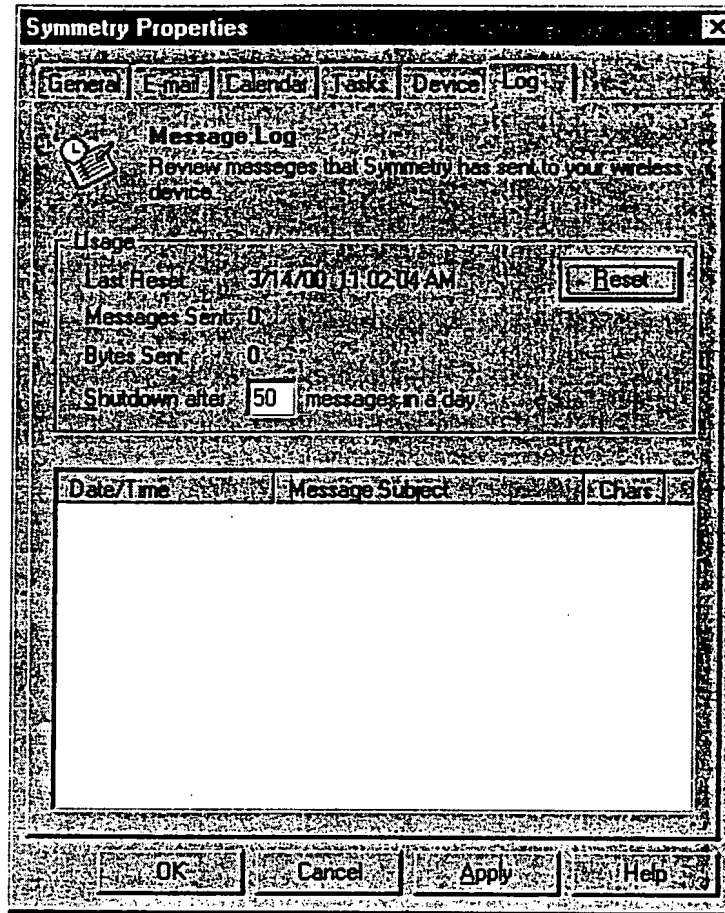 Symmetry Properties
General E-mail Calendar Tasks Device Log
Message Log
Review messages that Symmetry has sent to your wireless
device.
Usage
Last Reset 3/14/00 11:02:04 AM Reset
Messages Sent 0
Bytes Sent 0
Shutdown after 50 messages in a day
Date/Time Message Subject Chars
OK Cancel Apply Help